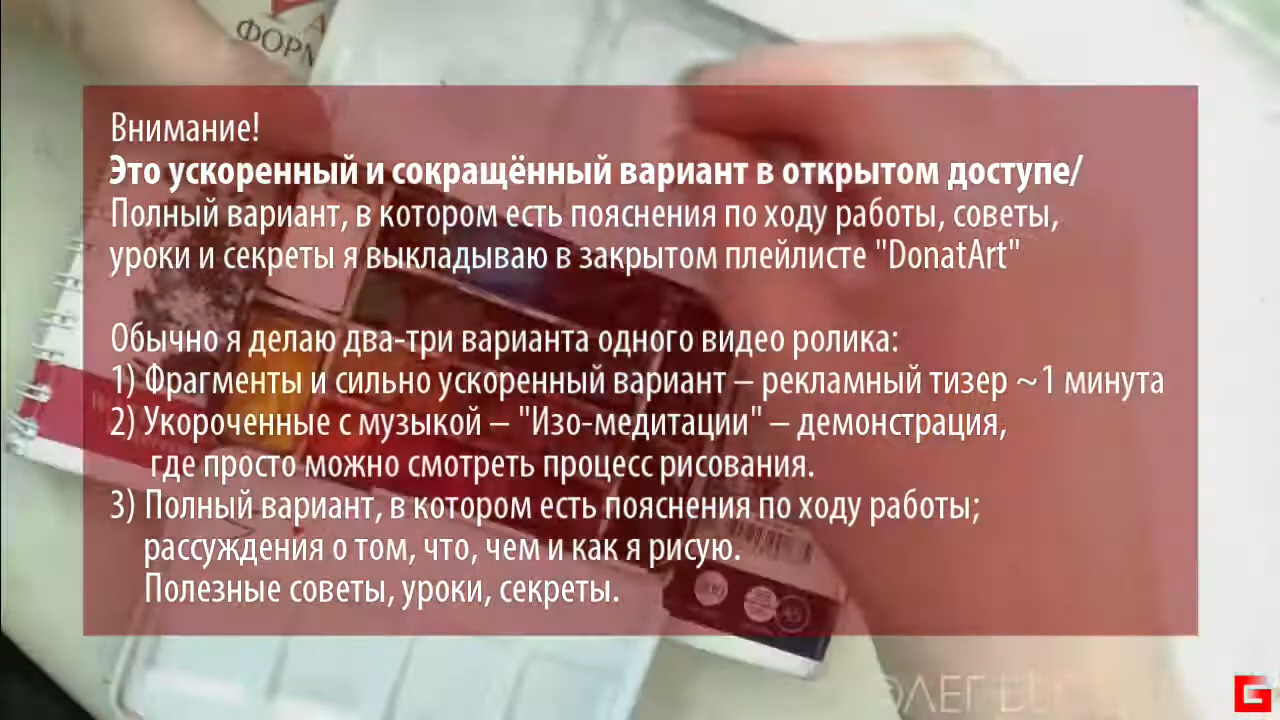 Внимание!
Это ускоренный и сокращённый вариант в открытом доступе/
Полный вариант, в котором есть пояснения по ходу работы, советы,
уроки и секреты я выкладываю в закрытом плейлисте "DonatArt"
Обычно я делаю два-три варианта одного видео ролика:
1) Фрагменты и сильно ускоренный вариант – рекламный тизер ~1 минута
2) Укороченные с музыкой – "Изо-медитации" – демонстрация,
где просто можно смотреть процесс рисования.
3) Полный вариант, в котором есть пояснения по ходу работы;
рассуждения о том, что, чем и как я рисую.
Полезные советы, уроки, секреты.